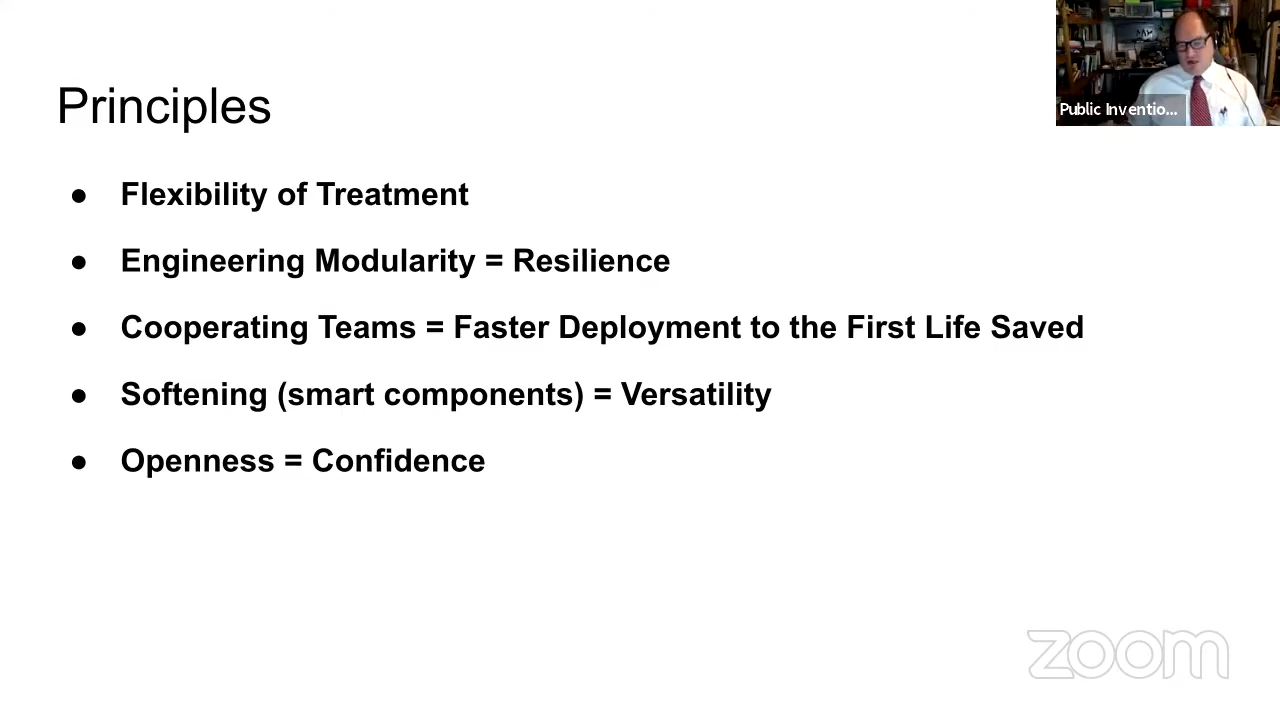 Principles
● Flexibility of Treatment
● Engineering Modularity = Resilience
● Cooperating Teams = Faster Deployment to the First Life Saved
● Softening (smart components) = Versatility
● Openness = Confidence
Public Inventio...
zoom